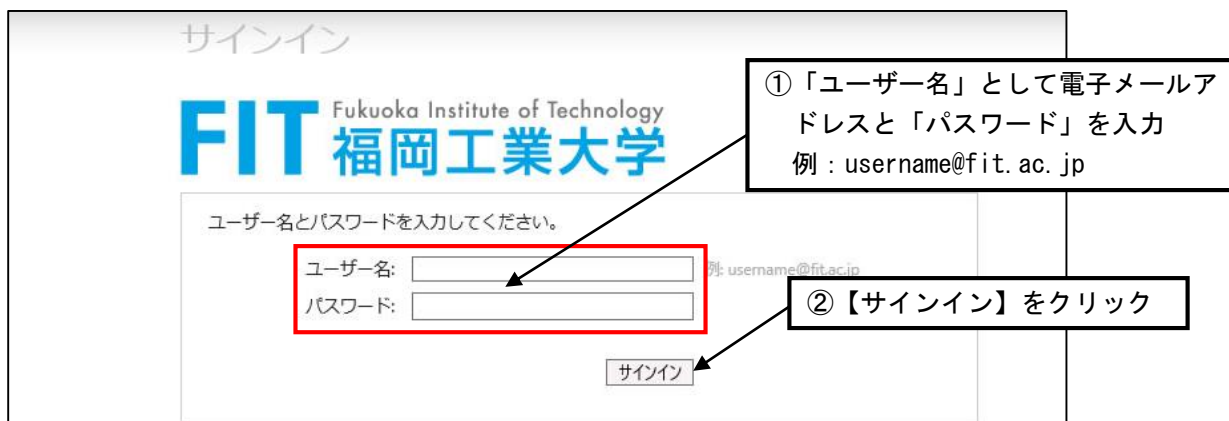 サインイン
①「ユーザー名」として電子メールア
ドレスと「パスワード」を入力
例：username@fit.ac.jp
FIT Fukuoka Institute of Technology
福岡工業大学
ユーザー名とパスワードを入力してください。
ユーザー名: 例: username@fit.ac.jp
パスワード:
②【サインイン】をクリック
サインイン